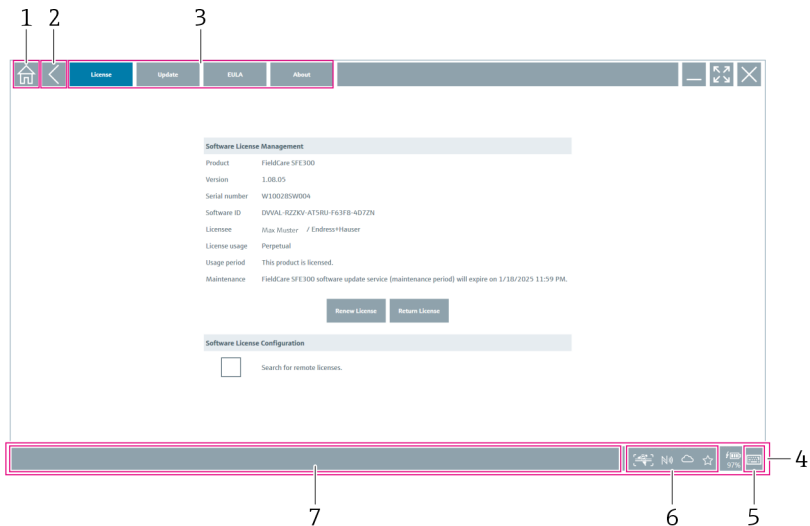 1 2 3
License Update EULA About
Software License Management
Product FieldCare SFE300
Version 1.08.05
Serial number W10028SW004
Software ID DVVAL-RZZKV-AT5RU-F63FB-4D7ZN
Licensee Max Muster / Endress+Hauser
License usage Perpetual
Usage period This product is licensed.
Maintenance FieldCare SFE300 software update service (maintenance period) will expire on 1/18/2025 11:59 PM.
Renew License Return License
Software License Configuration
Search for remote licenses.
97%
4
7 6 5